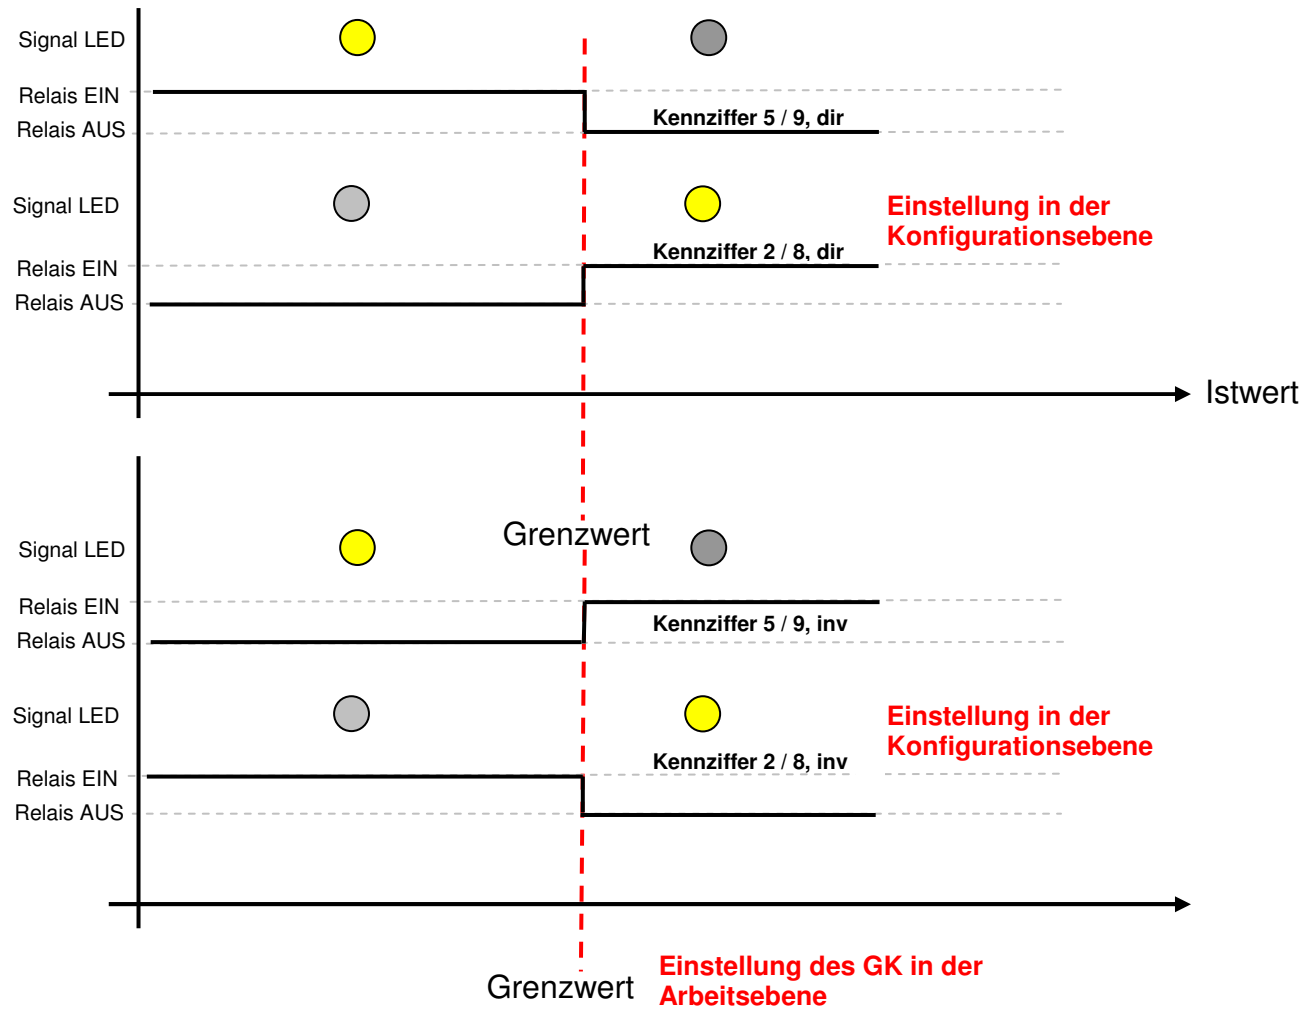 Signal LED
Relais EIN
Kennziffer 5 / 9, dir
Relais AUS
Signal LED
Einstellung in der
Konfigurationsebene
Kennziffer 2 / 8, dir
Relais EIN
Relais AUS
Istwert
Grenzwert
Signal LED
Relais EIN
Kennziffer 5 / 9, inv
Relais AUS
Signal LED
Einstellung in der
Konfigurationsebene
Kennziffer 2 / 8, inv
Relais EIN
Relais AUS
Grenzwert
Einstellung des GK in der
Arbeitsebene